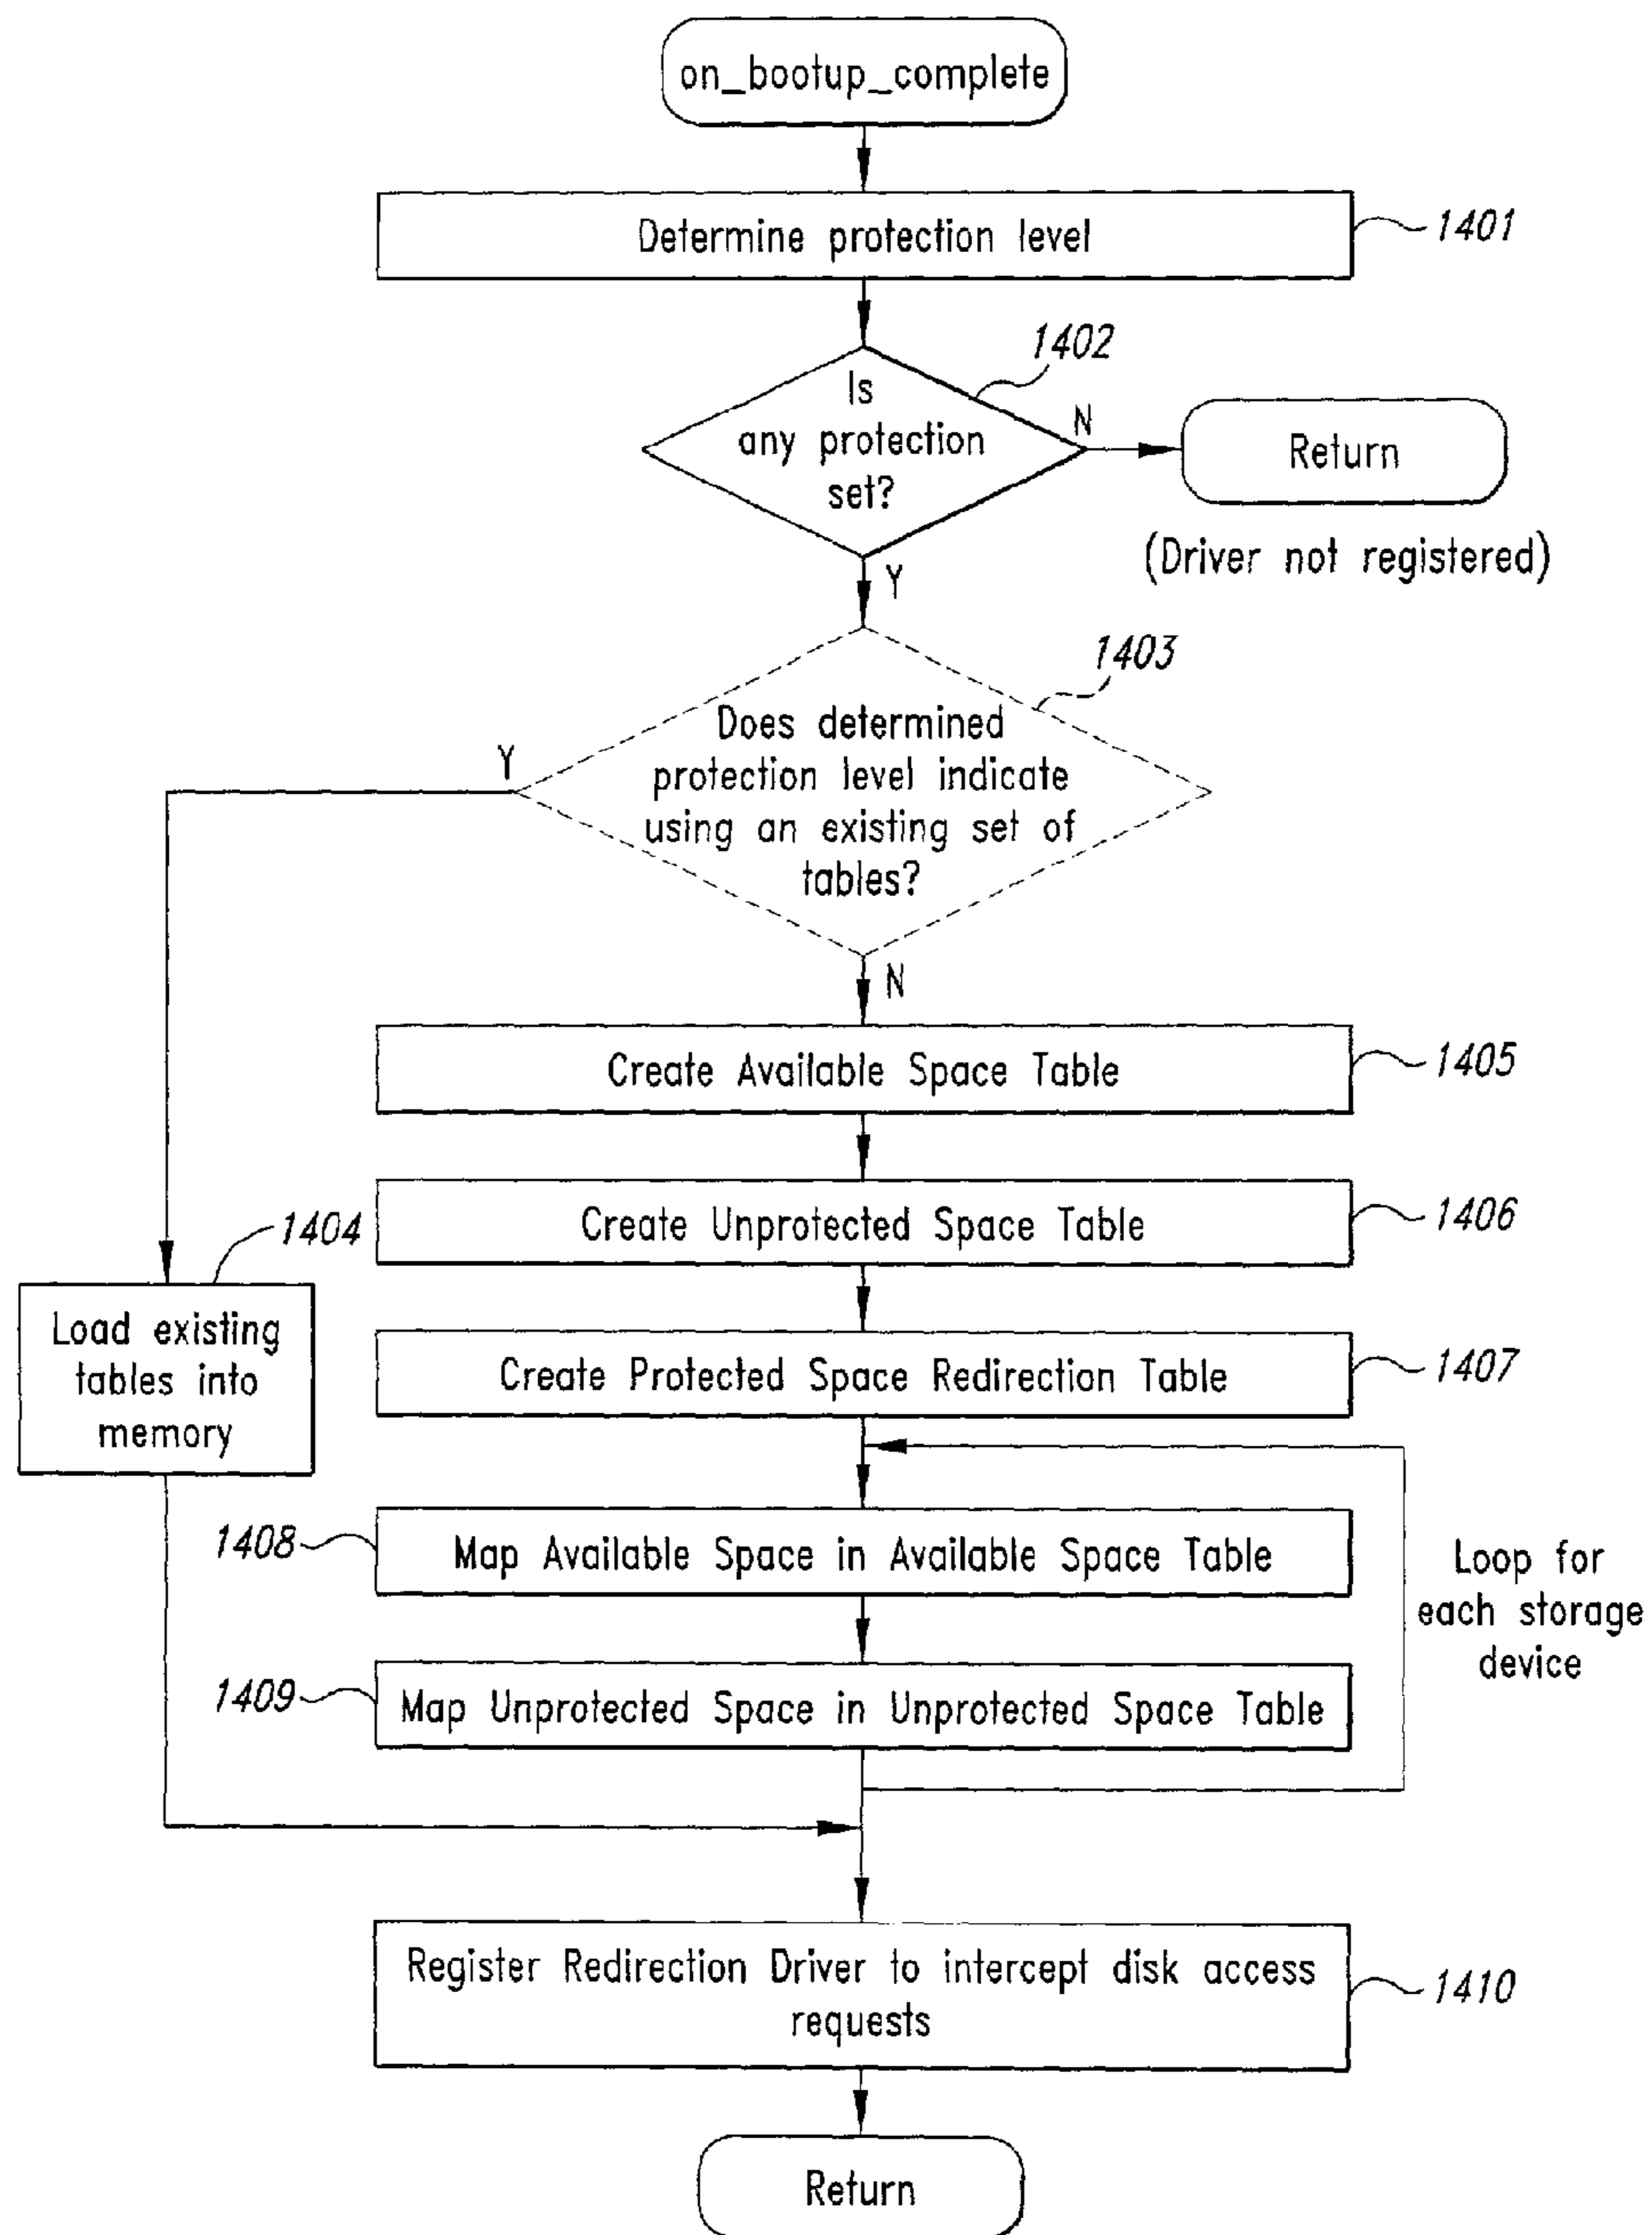 on_bootup_complete
Determine protection level
1401
1402
Is
any protection
set?
N
Return
(Driver not registered)
Y
1403
Does determined
protection level indicate
using an existing set of
tables?
Y
N
Create Available Space Table
1405
Create Unprotected Space Table
1406
1404
Load existing
tables into
memory
Create Protected Space Redirection Table
1407
1408
Map Available Space in Available Space Table
Loop for
each storage
device
1409
Map Unprotected Space in Unprotected Space Table
Register Redirection Driver to intercept disk access
requests
1410
Return